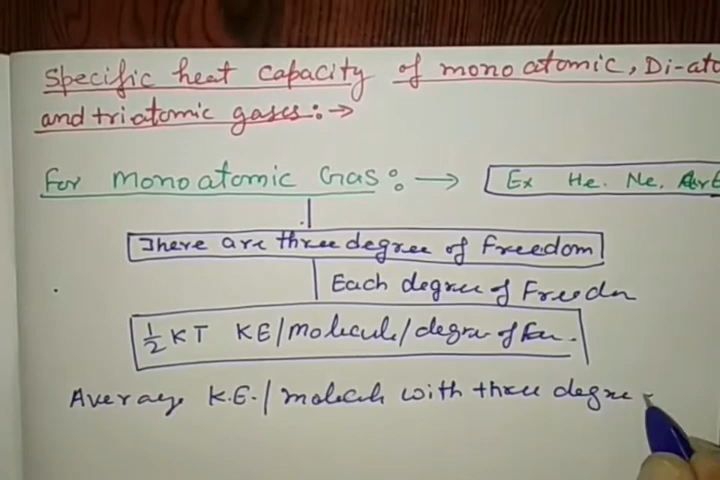 Specific heat capacity of mono atomic, Di-ato
and triatomic gases:→
For Monoatomic Gas: → Ex He. Ne.
There are three degree of Freedom
Each degree of Freedom
1/2 KT KE/molecule/degree of
Average K.E./molecule with three degree